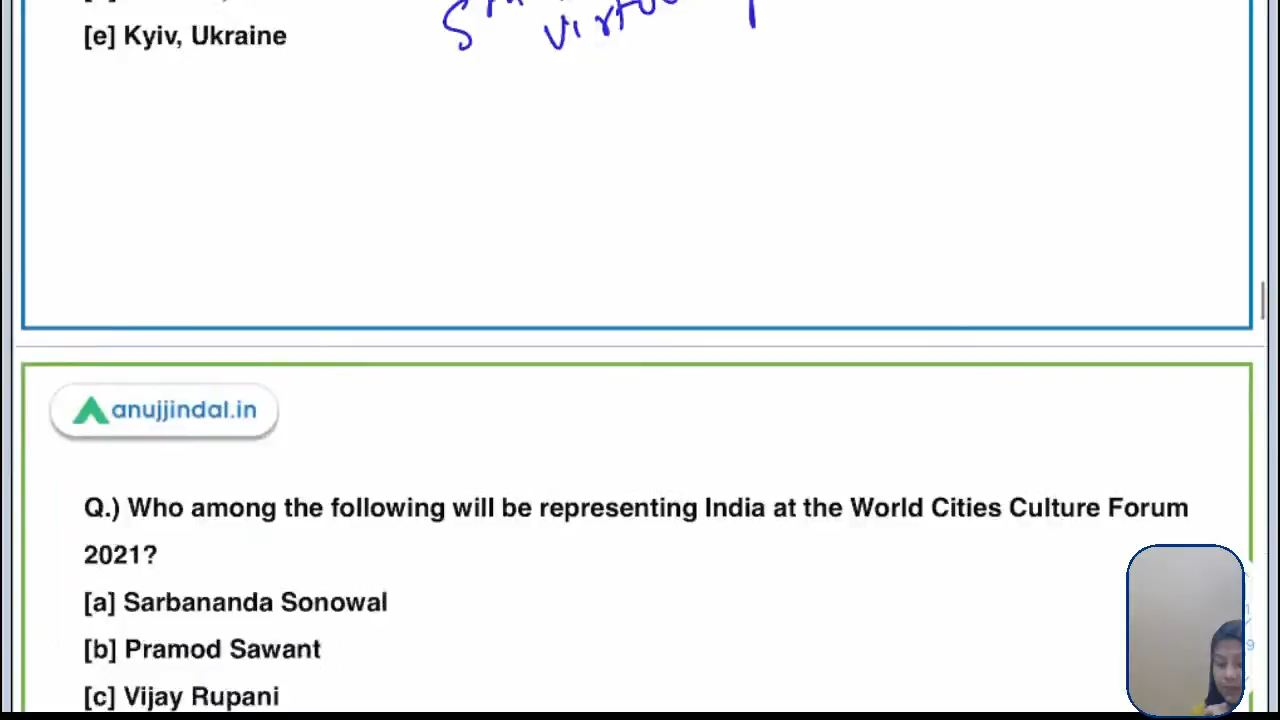 [e] Kyiv, Ukraine
anujjindal.in
Q.) Who among the following will be representing India at the World Cities Culture Forum
2021?
[a] Sarbananda Sonowal
[b] Pramod Sawant
[c] Vijay Rupani